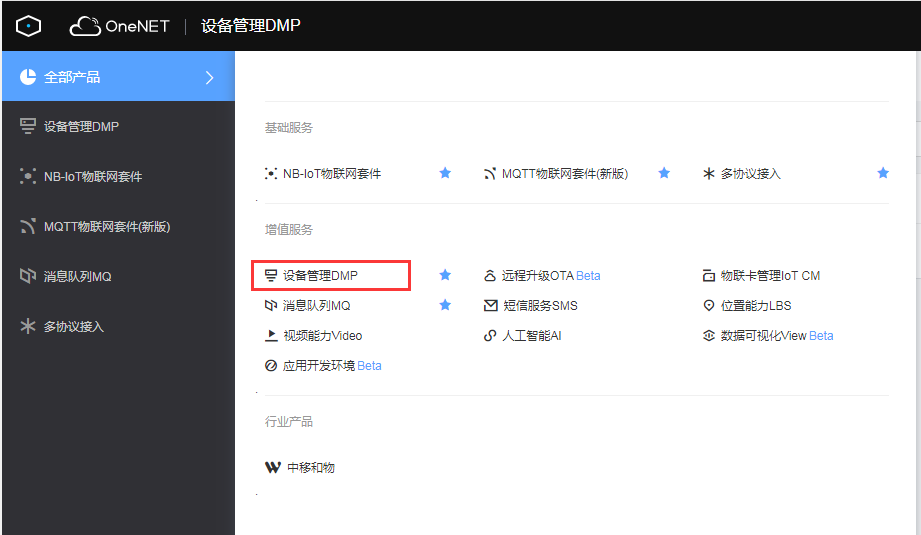 OneNET 设备管理DMP
全部产品
设备管理DMP
NB-IoT物联网套件
MQTT物联网套件(新版)
消息队列MQ
多协议接入
基础服务
NB-IoT物联网套件 MQTT物联网套件(新版) 多协议接入
增值服务
设备管理DMP 远程升级OTA Beta 物联卡管理IoT CM
消息队列MQ 短信服务SMS 位置能力LBS
视频能力Video 人工智能AI 数据可视化View Beta
应用开发环境 Beta
行业产品
中移和物